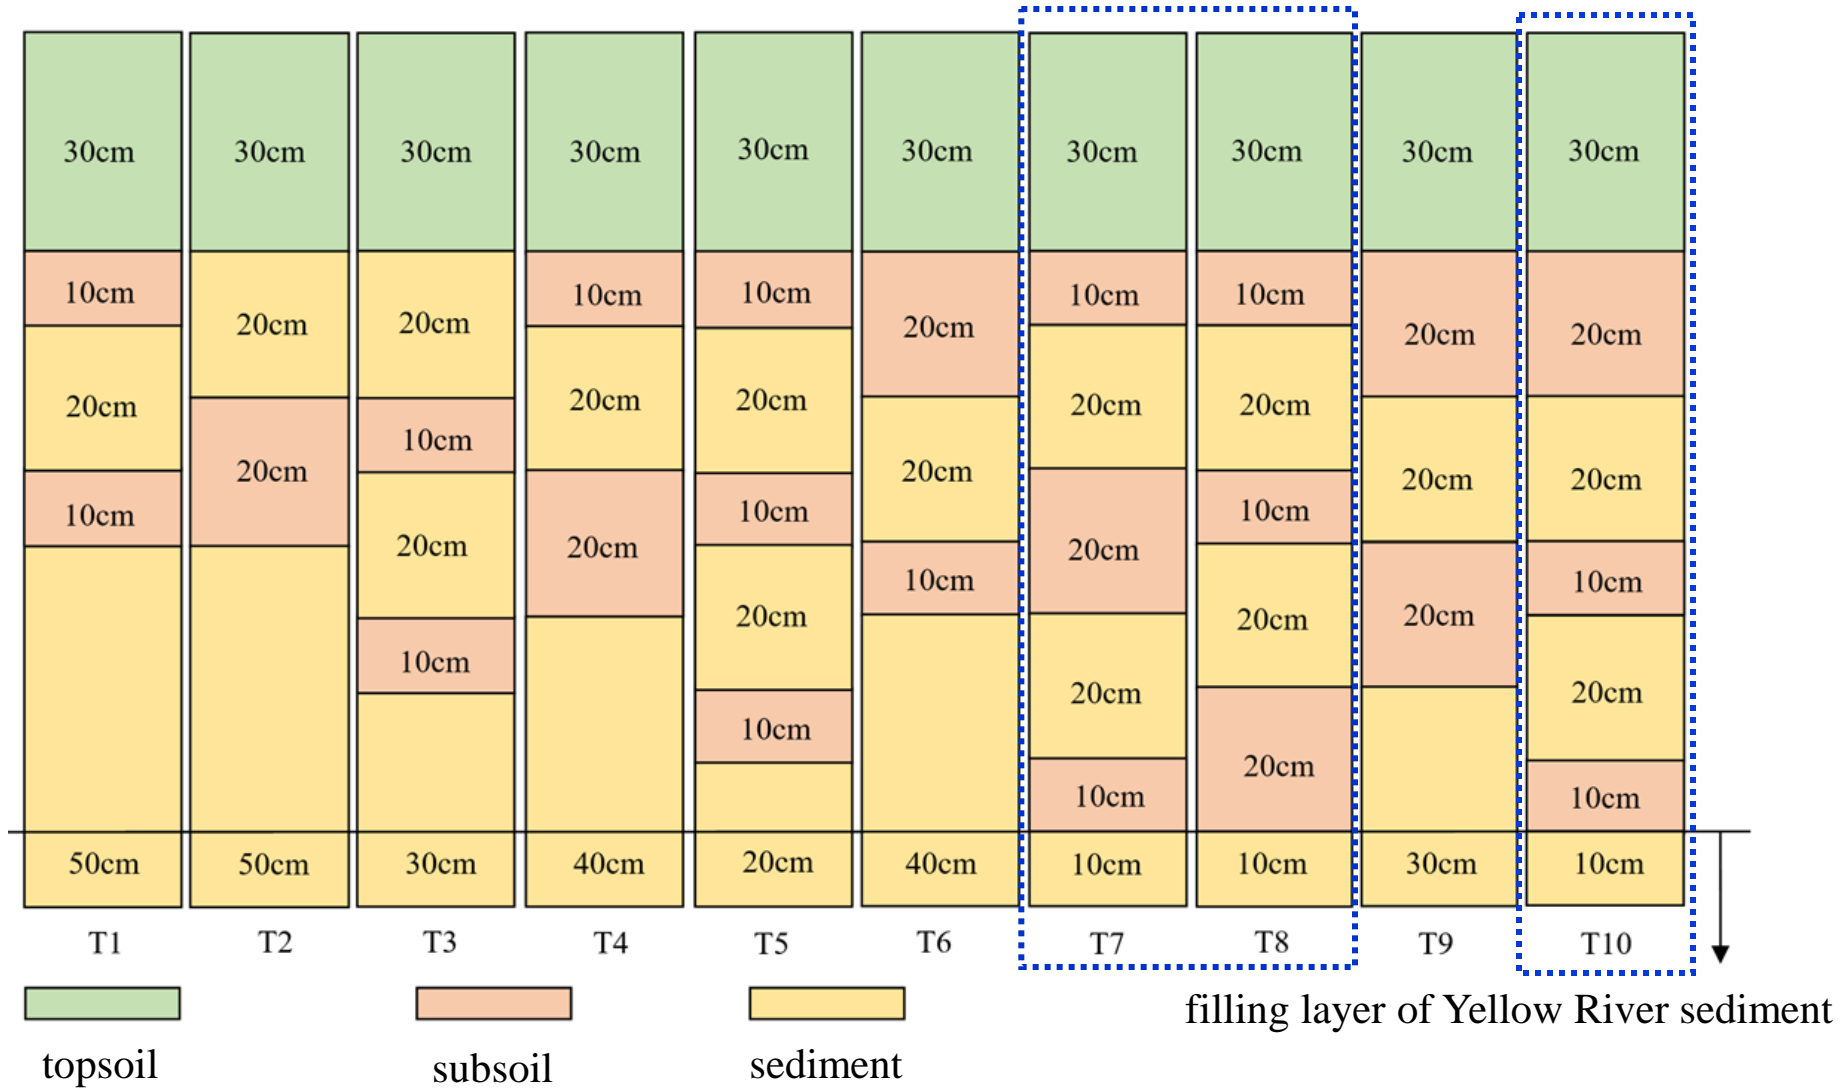 30cm 30cm 30cm 30cm 30cm 30cm 30cm 30cm 30cm 30cm
10cm 20cm 20cm 10cm 10cm 20cm 10cm 10cm 20cm 20cm
20cm 20cm 10cm 20cm 20cm 20cm 20cm 20cm 20cm 20cm
10cm 20cm 20cm 10cm 10cm 20cm 10cm 20cm 10cm
10cm 20cm 20cm 20cm 20cm
10cm 10cm 20cm 10cm
50cm 50cm 30cm 40cm 20cm 40cm 10cm 10cm 30cm 10cm
T1 T2 T3 T4 T5 T6 T7 T8 T9 T10
filling layer of Yellow River sediment
topsoil subsoil sediment